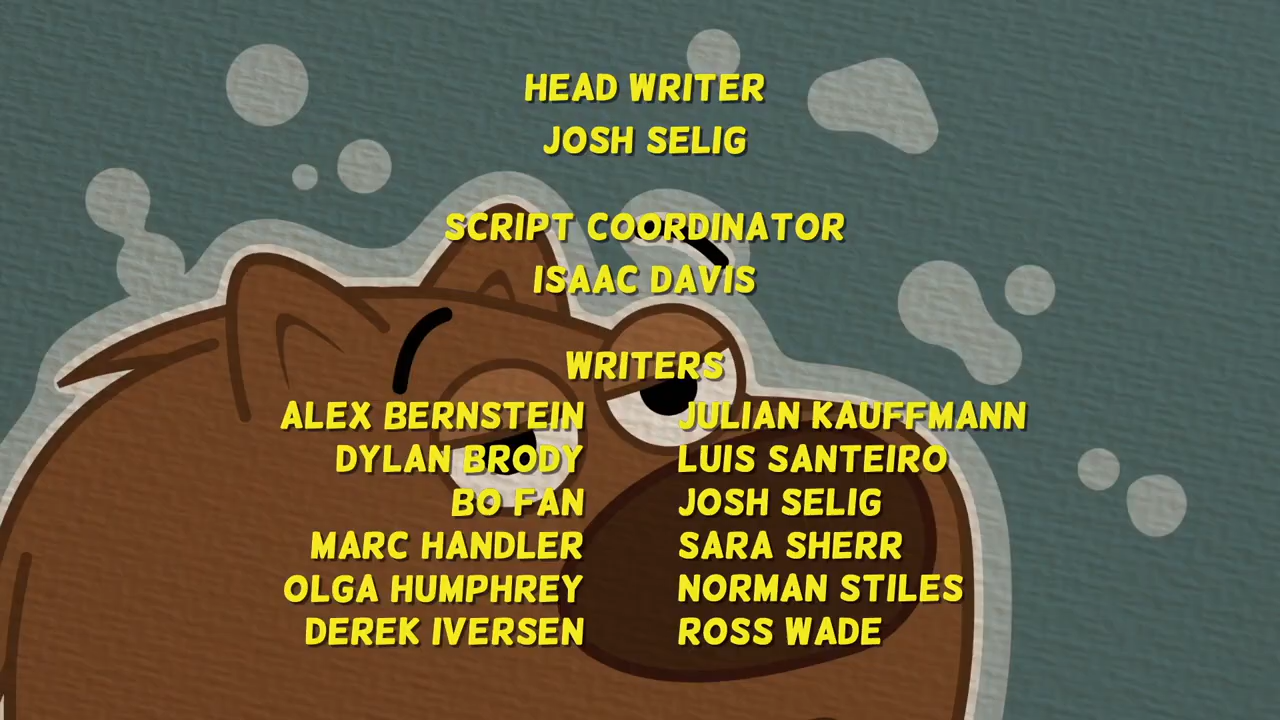 HEAD WRITER
JOSH SELIG
SCRIPT COORDINATOR
ISAAC DAVIS
WRITERS
ALEX BERNSTEIN JULIAN KAUFFMANN
DYLAN BRODY LUIS SANTEIRO
BO FAN JOSH SELIG
MARC HANDLER SARA SHERR
OLGA HUMPHREY NORMAN STILES
DEREK IVERSEN ROSS WADE